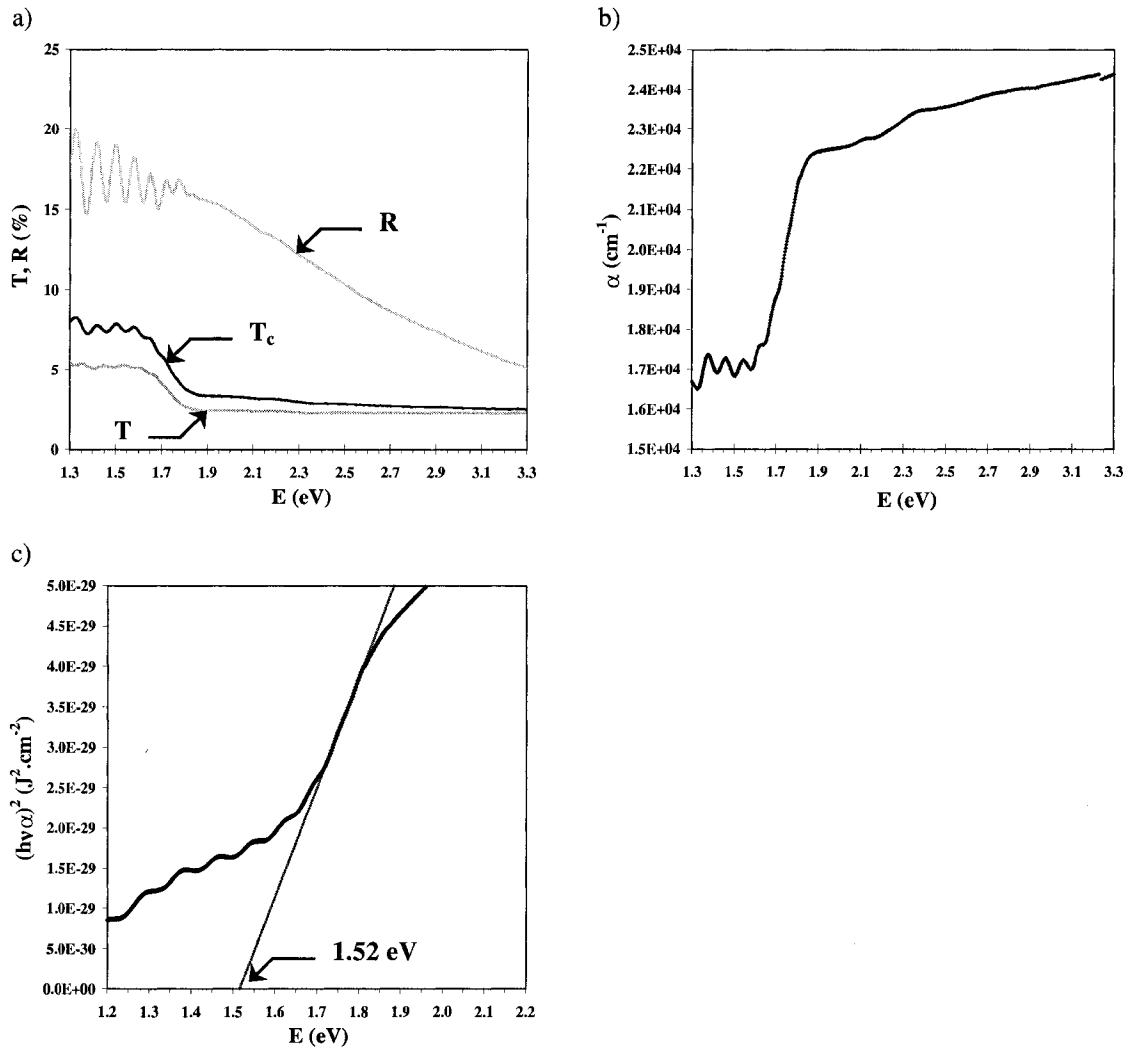 a)
25
20
15
10
5
0
T, R (%)
R
T_c
T
1.3 1.5 1.7 1.9 2.1 2.3 2.5 2.7 2.9 3.1 3.3
E (eV)
b)
2.5E+04
2.4E+04
2.3E+04
2.2E+04
2.1E+04
2.0E+04
1.9E+04
1.8E+04
1.7E+04
1.6E+04
1.5E+04
α (cm⁻¹)
1.3 1.5 1.7 1.9 2.1 2.3 2.5 2.7 2.9 3.1 3.3
E (eV)
c)
5.0E-29
4.5E-29
4.0E-29
3.5E-29
3.0E-29
2.5E-29
2.0E-29
1.5E-29
1.0E-29
5.0E-30
0.0E+00
(hνα)² (J².cm⁻²)
1.52 eV
1.2 1.3 1.4 1.5 1.6 1.7 1.8 1.9 2.0 2.1 2.2
E (eV)